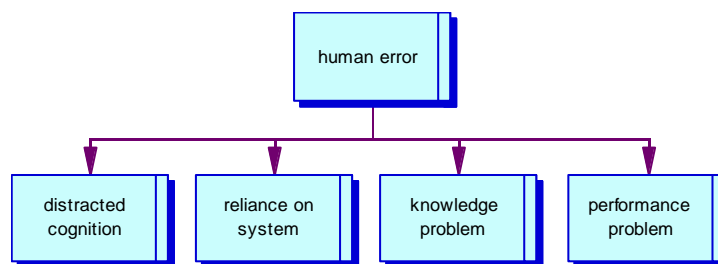 human error
distracted
cognition
reliance on
system
knowledge
problem
performance
problem